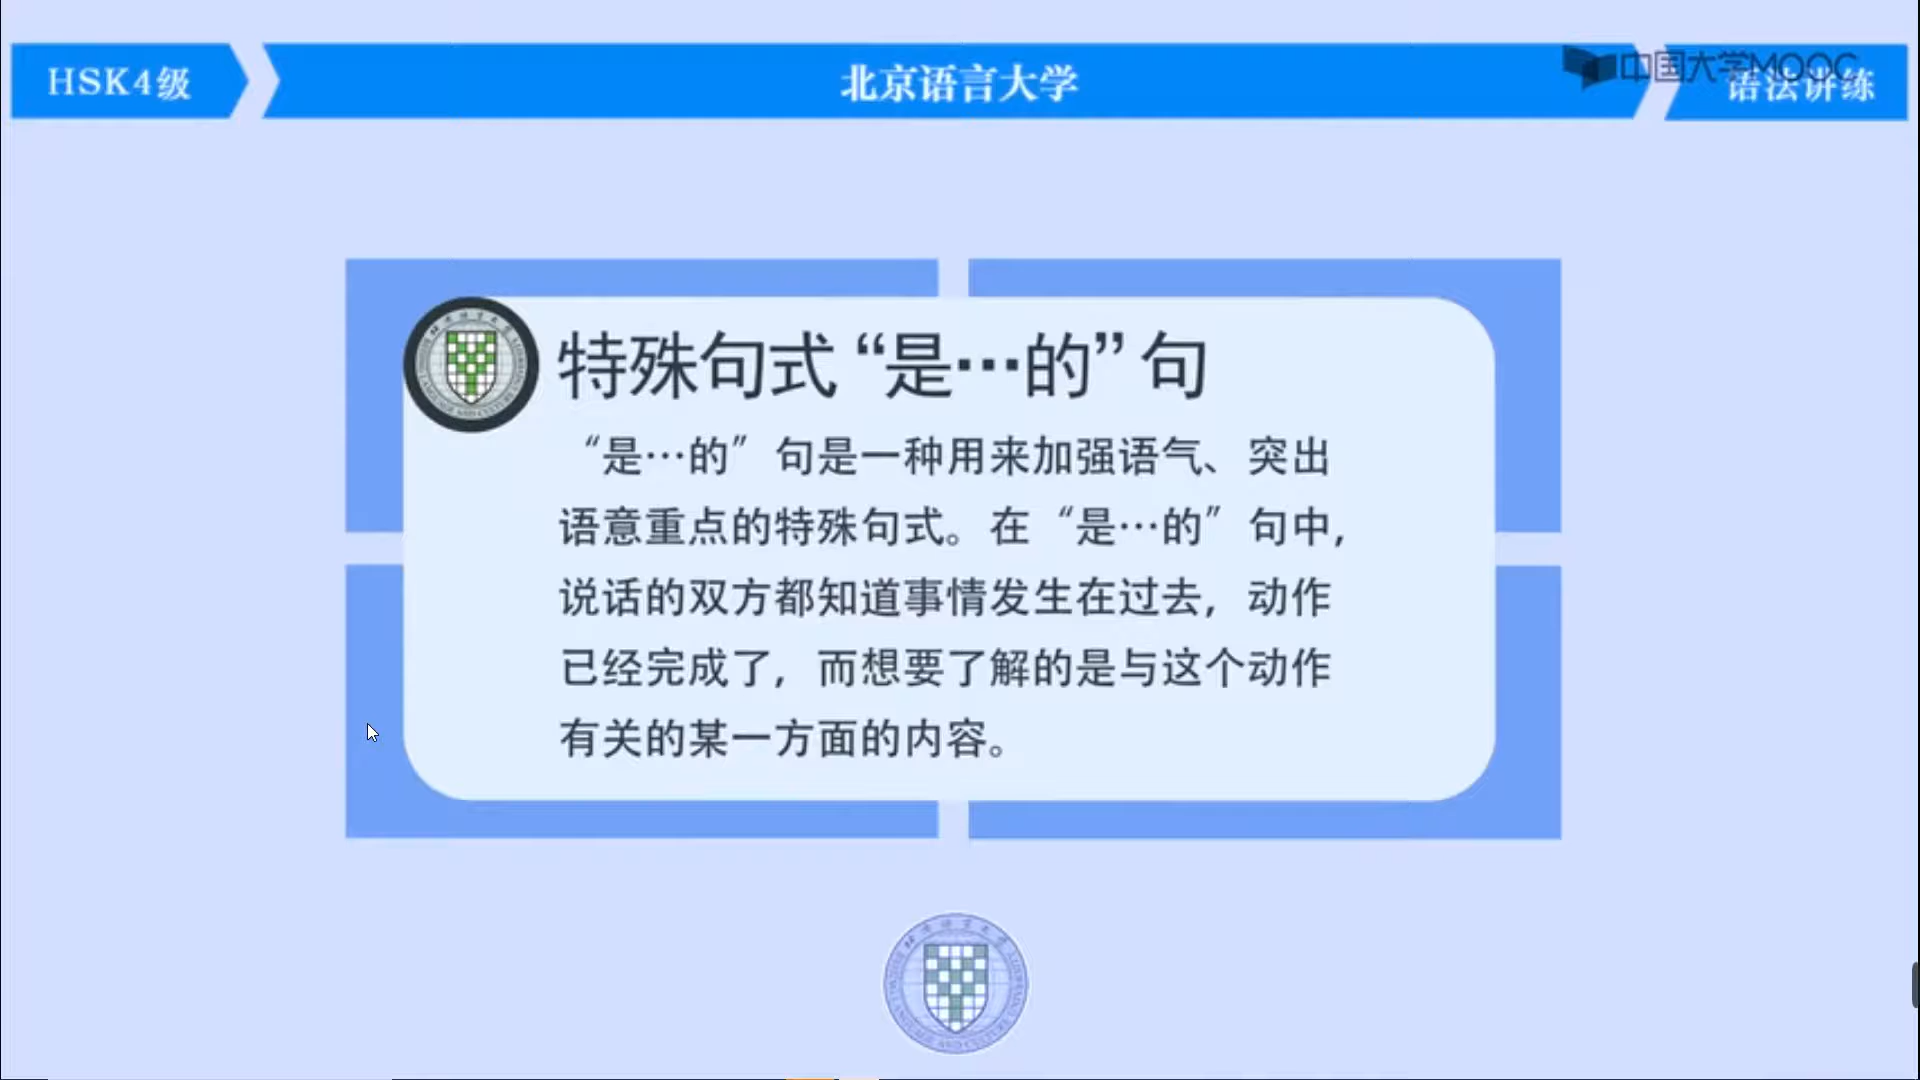 HSK4级
北京语言大学
中国大学MOOC
语法讲练
特殊句式“是…的”句
“是…的”句是一种用来加强语气、突出
语意重点的特殊句式。在“是…的”句中,
说话的双方都知道事情发生在过去，动作
已经完成了，而想要了解的是与这个动作
有关的某一方面的内容。